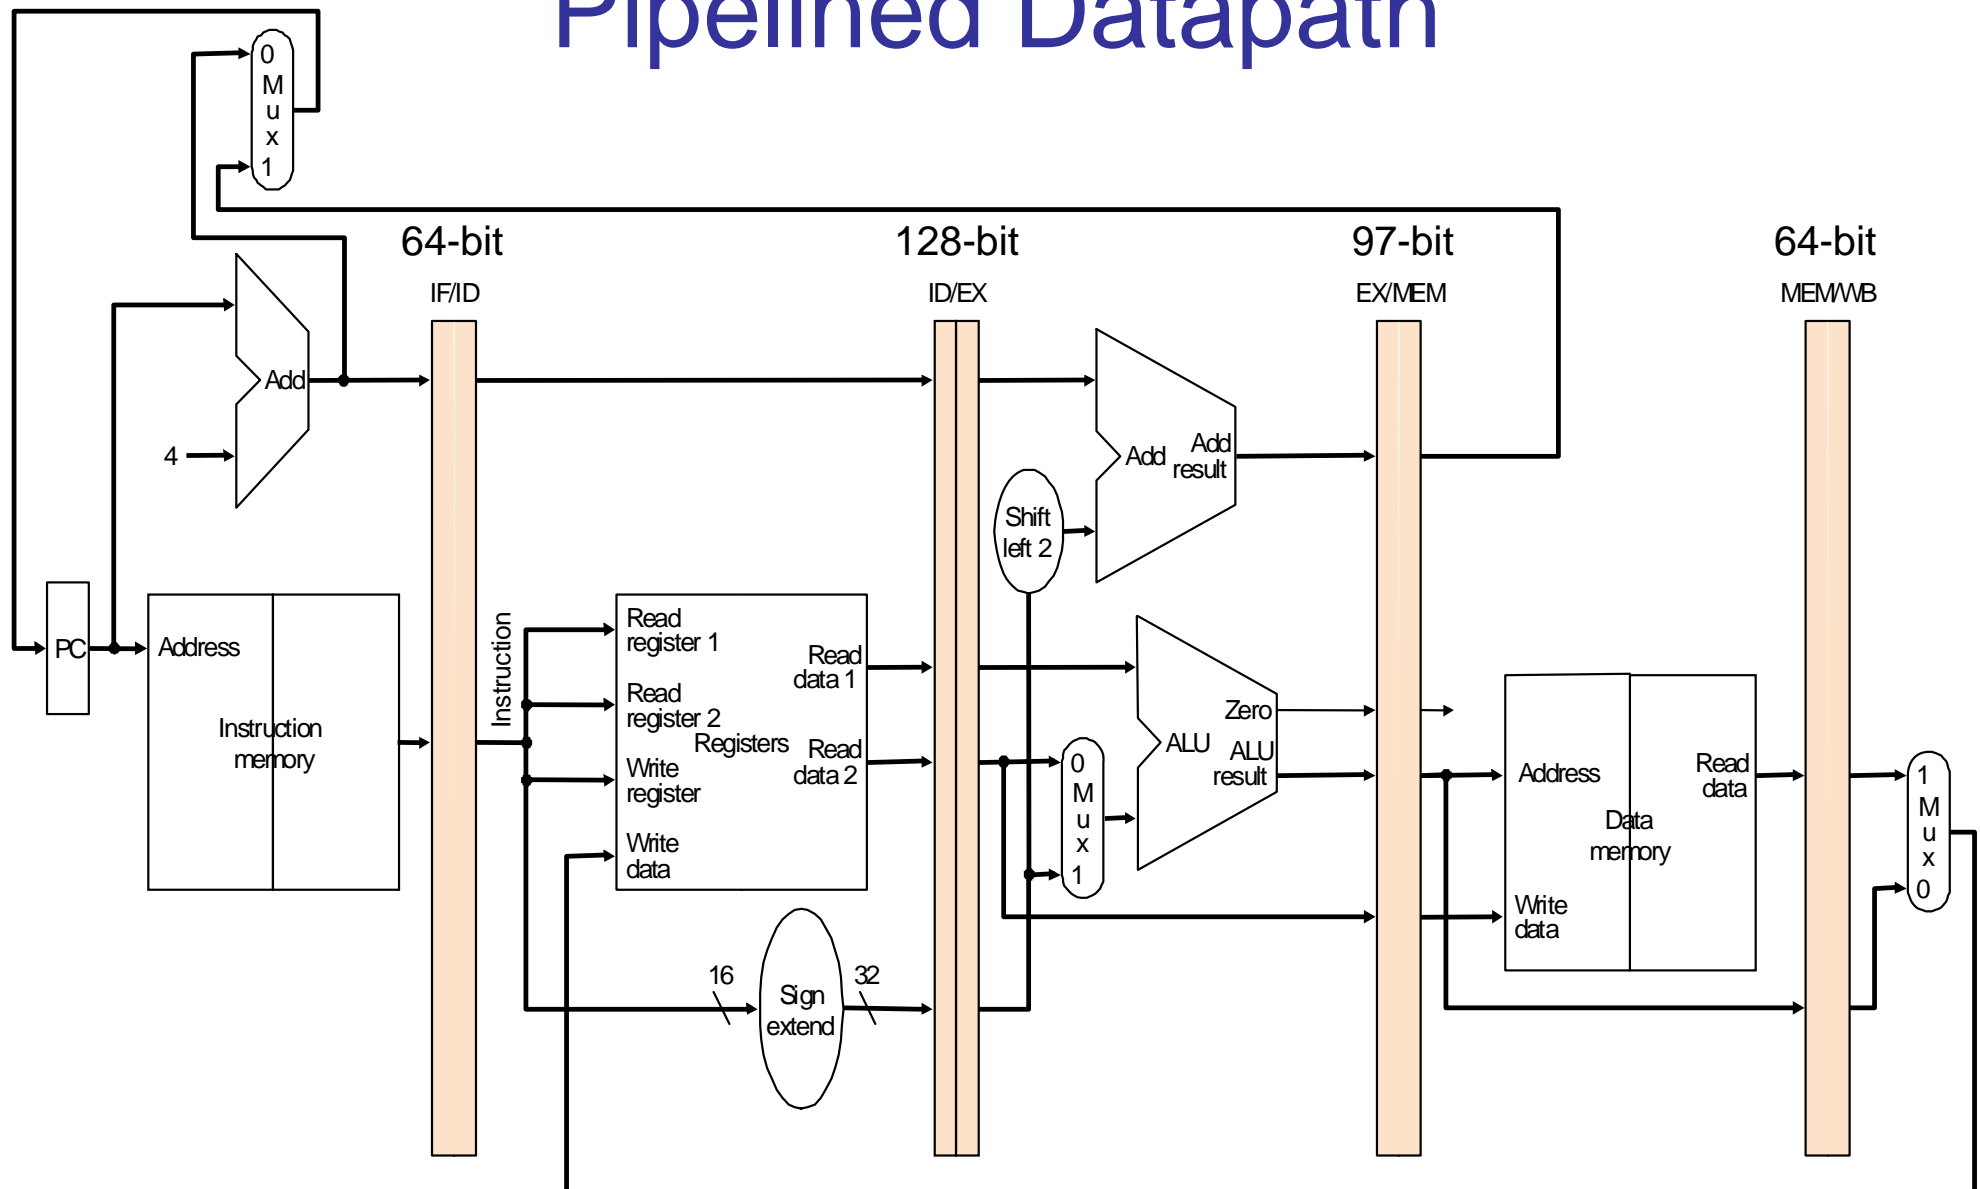 Pipelined Datapath
0
M
u
x
1
64-bit
128-bit
97-bit
64-bit
IF/ID
ID/EX
EX/MEM
MEM/WB
Add
4
Add
Add
result
Shift
left 2
PC
Address
Instruction
memory
Instruction
Read
register 1
Read
register 2
Write
register
Write
data
Registers
Read
data 1
Read
data 2
0
M
u
x
1
ALU
Zero
ALU
result
Address
Data
memory
Read
data
Write
data
1
M
u
x
0
16
Sign
extend
32